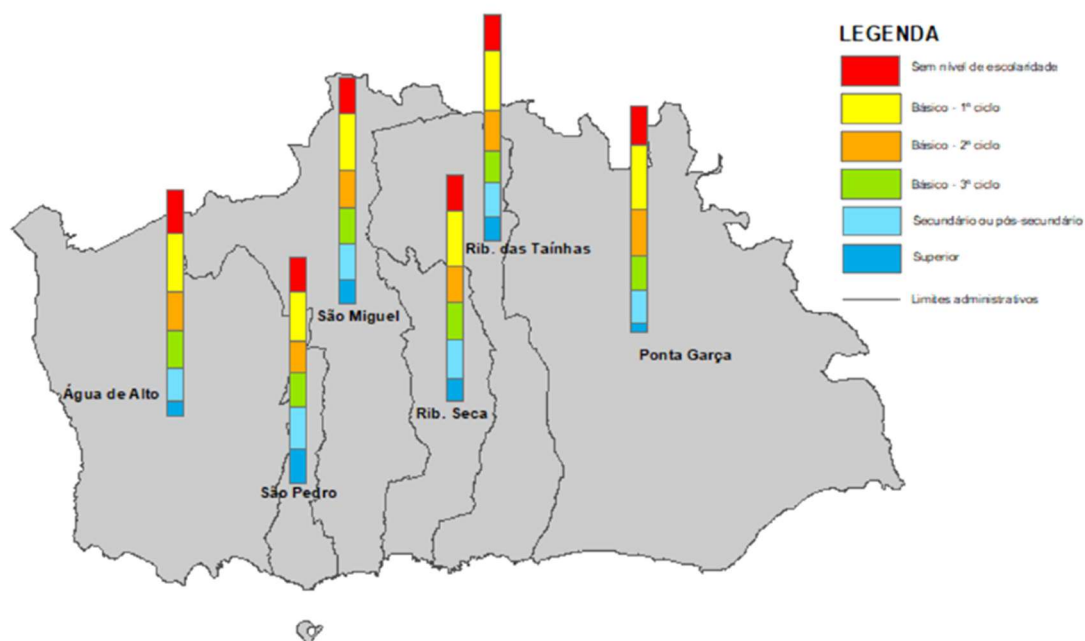 LEGENDA
Sem nível de escolaridade
Básico - 1º ciclo
Básico - 2º ciclo
Básico - 3º ciclo
Secundário ou pós-secundário
Superior
Limites administrativos
Rib. das Taínhas
São Miguel
Ponta Garça
Água de Alto
Rib. Seca
São Pedro